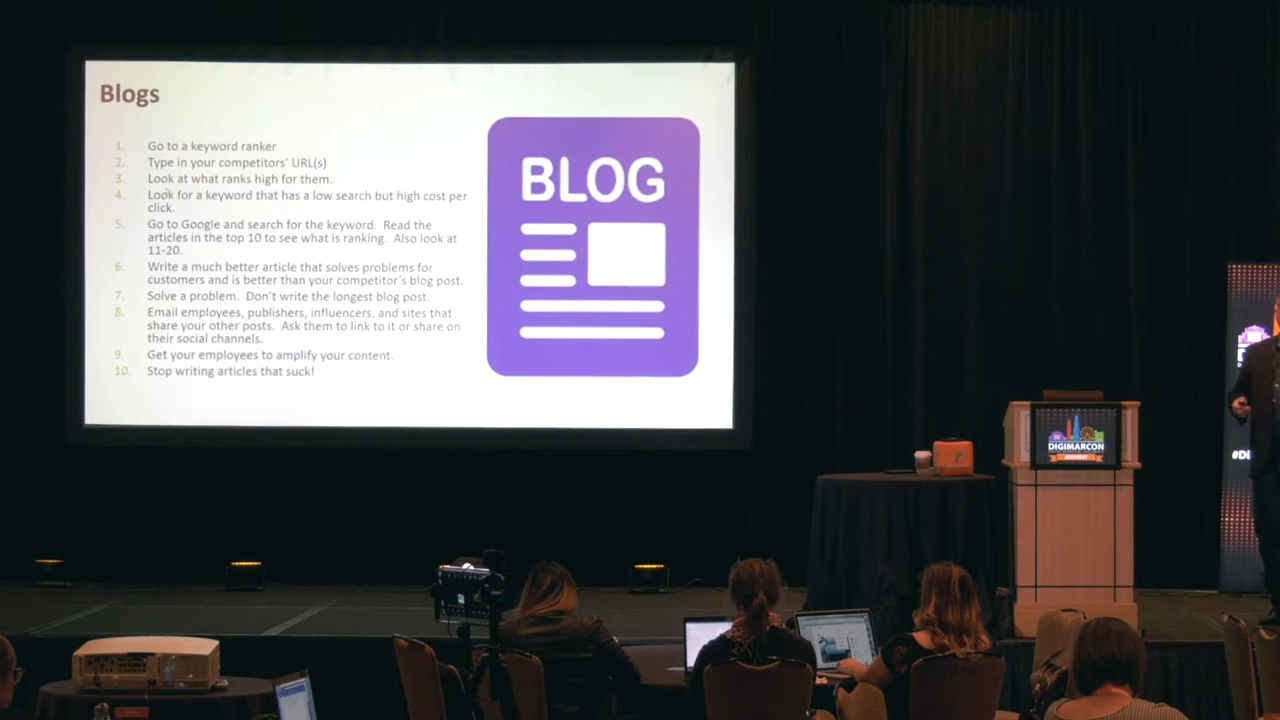 Blogs
1. Go to a keyword ranker
2. Type in your competitors' URL(s)
3. Look at what ranks high for them.
4. Look for a keyword that has a low search but high cost per
click.
5. Go to Google and search for the keyword. Read the
articles in the top 10 to see what is ranking. Also look at
11-20.
6. Write a much better article that solves problems for
customers and is better than your competitor's blog post.
7. Solve a problem. Don't write the longest blog post.
8. Email employees, publishers, influencers, and sites that
share your other posts. Ask them to link to it or share on
their social channels.
9. Get your employees to amplify your content.
10. Stop writing articles that suck!
BLOG
DIGIMARCON
MIDWEST
#Di